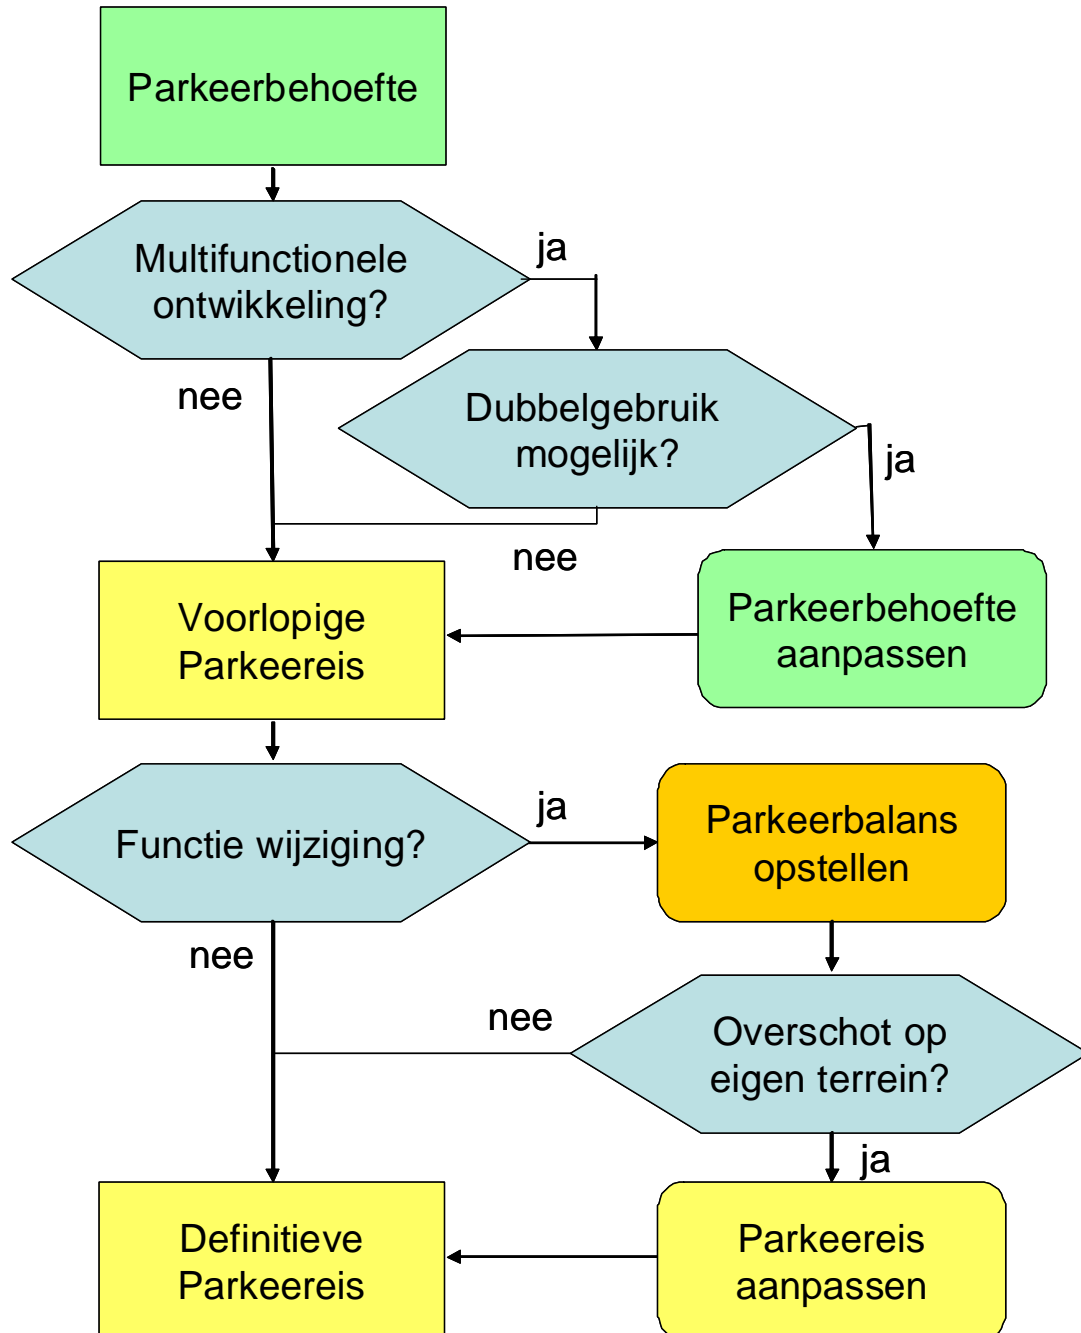 Parkeerbehoefte
Multifunctionele
ontwikkeling?
ja
nee
Dubbelgebruik
mogelijk?
ja
nee
Voorlopige
Parkeereis
Parkeerbehoefte
aanpassen
Functie wijziging?
ja
Parkeerbalans
opstellen
nee
nee
Overschot op
eigen terrein?
ja
Definitieve
Parkeereis
Parkeereis
aanpassen